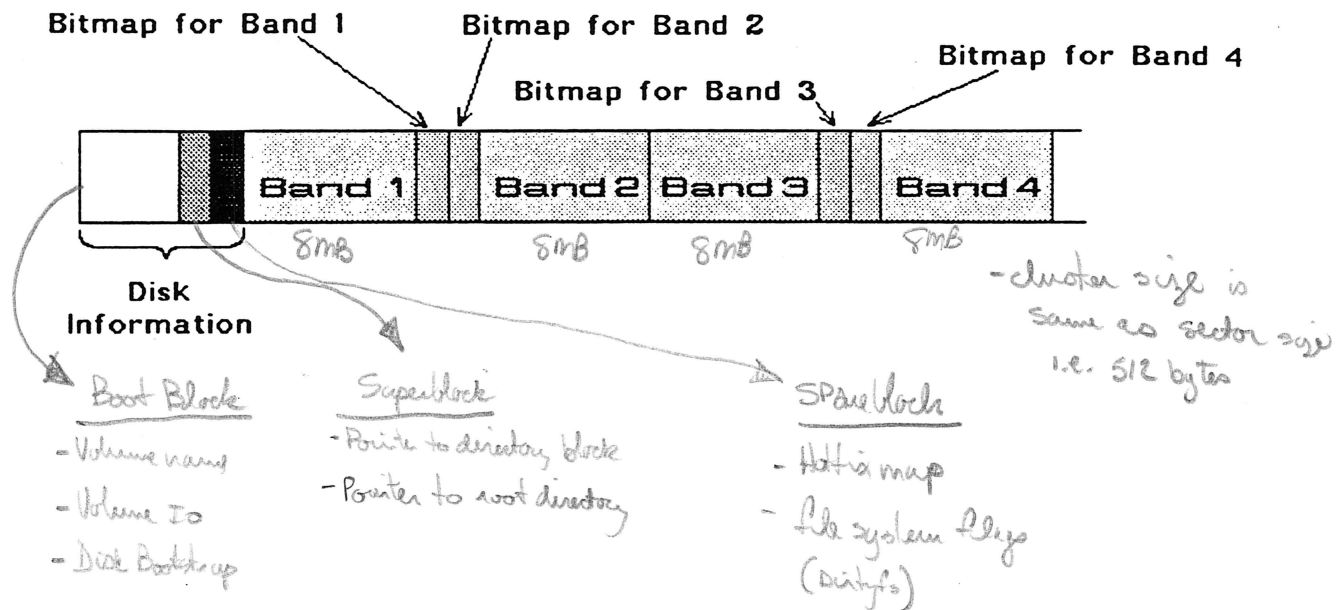 Bitmap for Band 1
Bitmap for Band 2
Bitmap for Band 3
Bitmap for Band 4
Band 1
Band 2
Band 3
Band 4
8MB
8MB
8MB
8MB
Disk
Information
- cluster size is
same as sector size
i.e. 512 bytes
Boot Block
- Volume name
- Volume ID
- Disk Bootstrap
Superblock
- Pointer to directory block
- Pointer to root directory
Spareblock
- Hotfix map
- file system flags
(Dirtyfs)